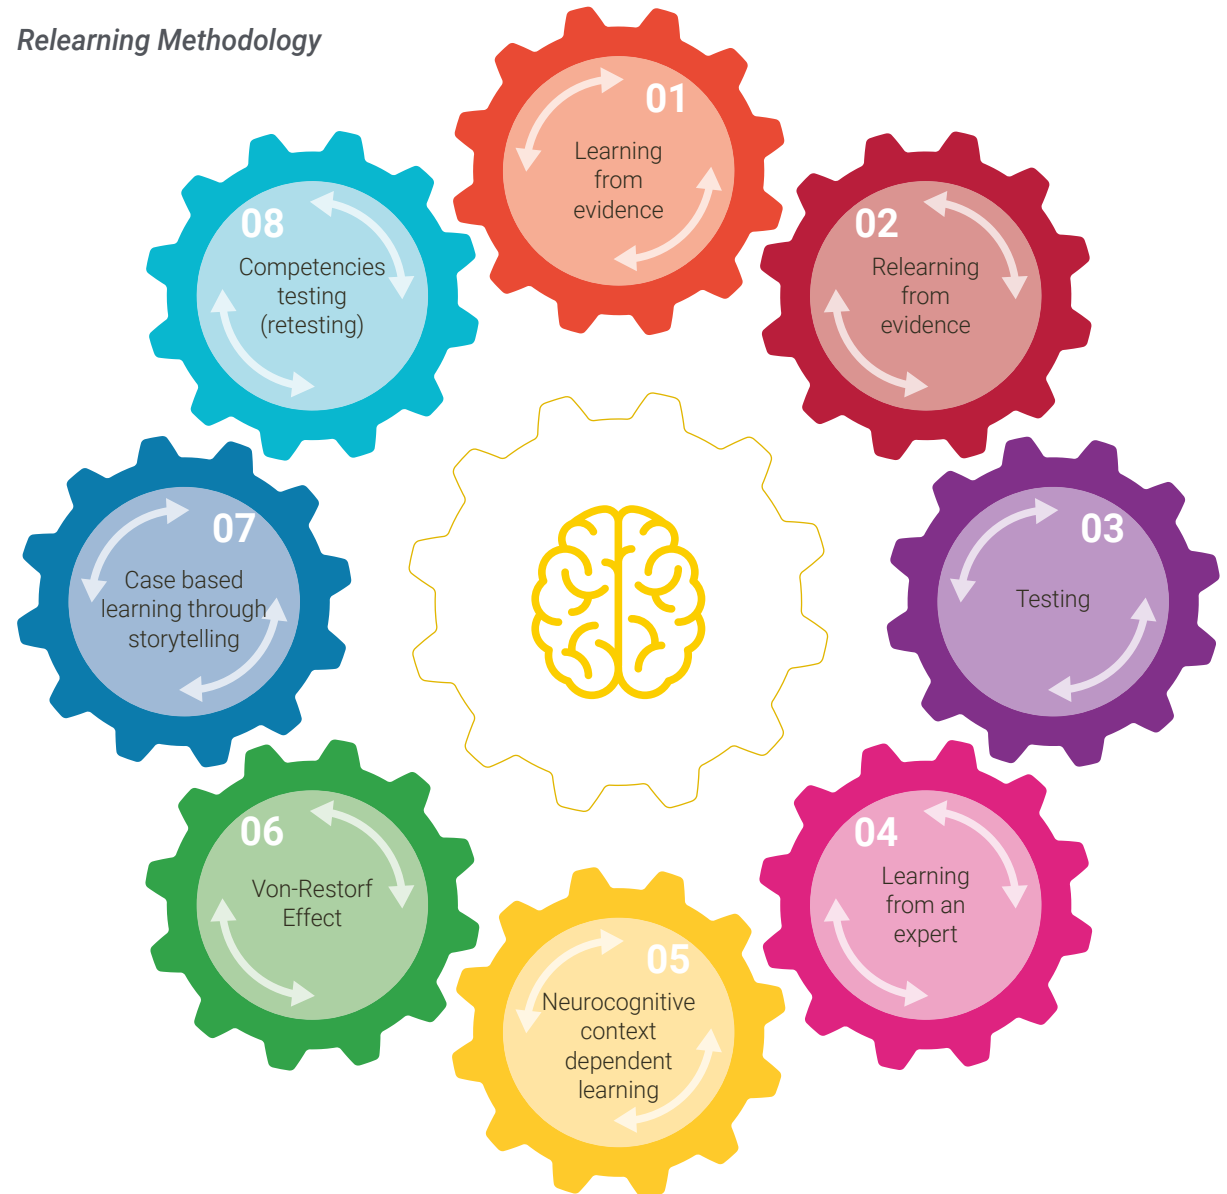 Relearning Methodology
01
Learning
from
evidence
02
Relearning
from
evidence
03
Testing
04
Learning
from an
expert
05
Neurocognitive
context
dependent
learning
06
Von-Restorf
Effect
07
Case based
learning through
storytelling
08
Competencies
testing
(retesting)